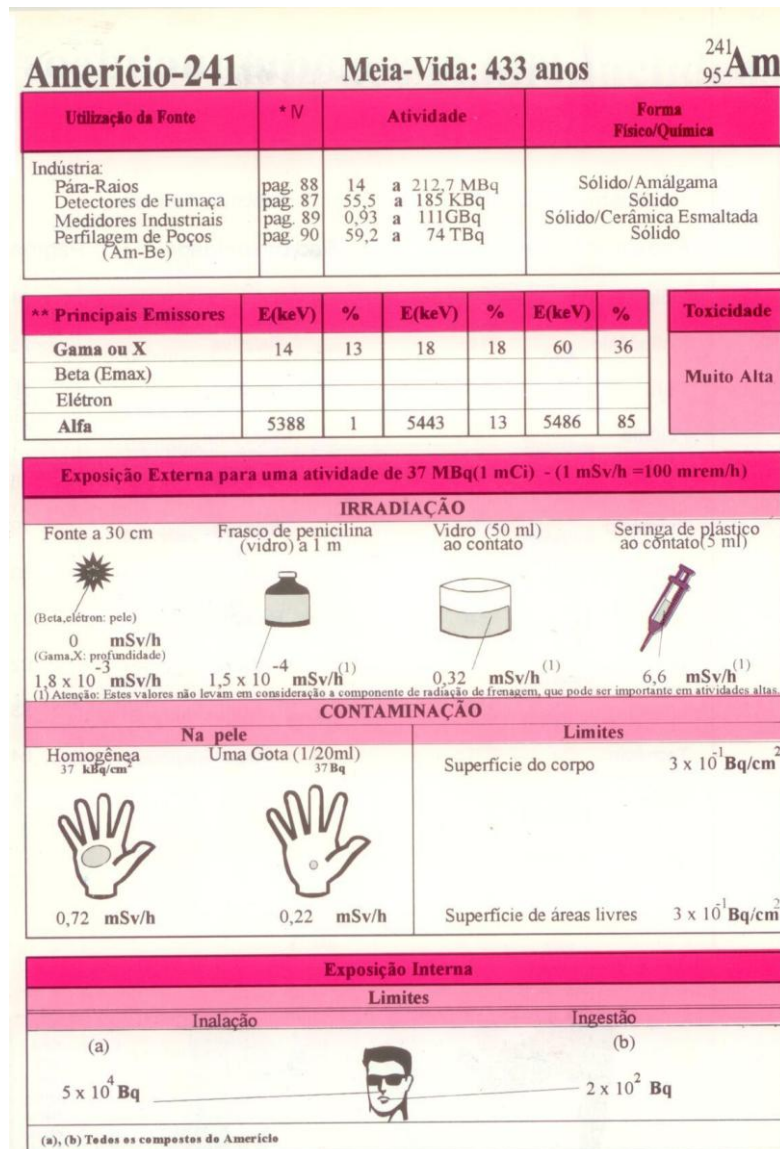 Amerício-241 Meia-Vida: 433 anos 241 95 Am
Utilização da Fonte * IV Atividade Forma Físico/Química
Indústria:
Pára-Raios pag. 88 14 a 212,7 MBq Sólido/Amálgama
Detectores de Fumaça pag. 87 55,5 a 185 KBq Sólido
Medidores Industriais pag. 89 0,93 a 111GBq Sólido/Cerâmica Esmaltada
Perfilagem de Poços pag. 90 59,2 a 74 TBq Sólido
(Am-Be)
** Principais Emissores E(keV) % E(keV) % E(keV) % Toxicidade
Gama ou X 14 13 18 18 60 36
Beta (Emax) Muito Alta
Elétron
Alfa 5388 1 5443 13 5486 85
Exposição Externa para uma atividade de 37 MBq(1 mCi) - (1 mSv/h =100 mrem/h)
IRRADIAÇÃO
Fonte a 30 cm Frasco de penicilina Vidro (50 ml) Seringa de plástico
(vidro) a 1 m ao contato ao contato(5 ml)
(Beta,elétron: pele)
0 mSv/h
(Gama,X: profundidade)
1,8 x 10-3 mSv/h 1,5 x 10-4 mSv/h(1) 0,32 mSv/h(1) 6,6 mSv/h(1)
(1) Atenção: Estes valores não levam em consideração a componente de radiação de frenagem, que pode ser importante em atividades altas.
CONTAMINAÇÃO
Na pele Limites
Homogênea Uma Gota (1/20ml)
37 kBq/cm2 37 Bq Superfície do corpo 3 x 10-1 Bq/cm2
0,72 mSv/h 0,22 mSv/h Superfície de áreas livres 3 x 10-1 Bq/cm2
Exposição Interna
Limites
Inalação Ingestão
(a) (b)
5 x 104 Bq 2 x 102 Bq
(a), (b) Todos os compostos do Amerício